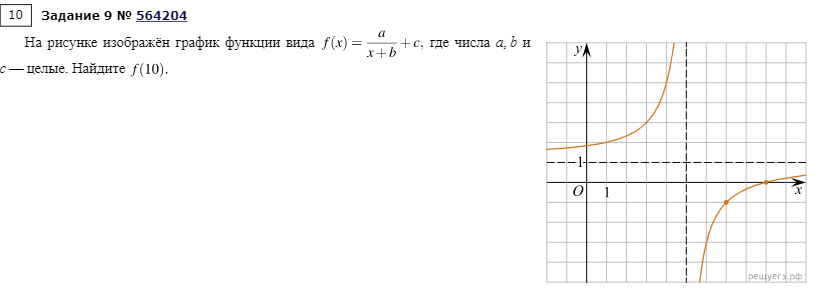 10 Задание 9 № 564204
На рисунке изображён график функции вида f(x) = a/(x+b) + c, где числа a, b и
c — целые. Найдите f(10).
y
1
O 1 x
решуегэ.рф